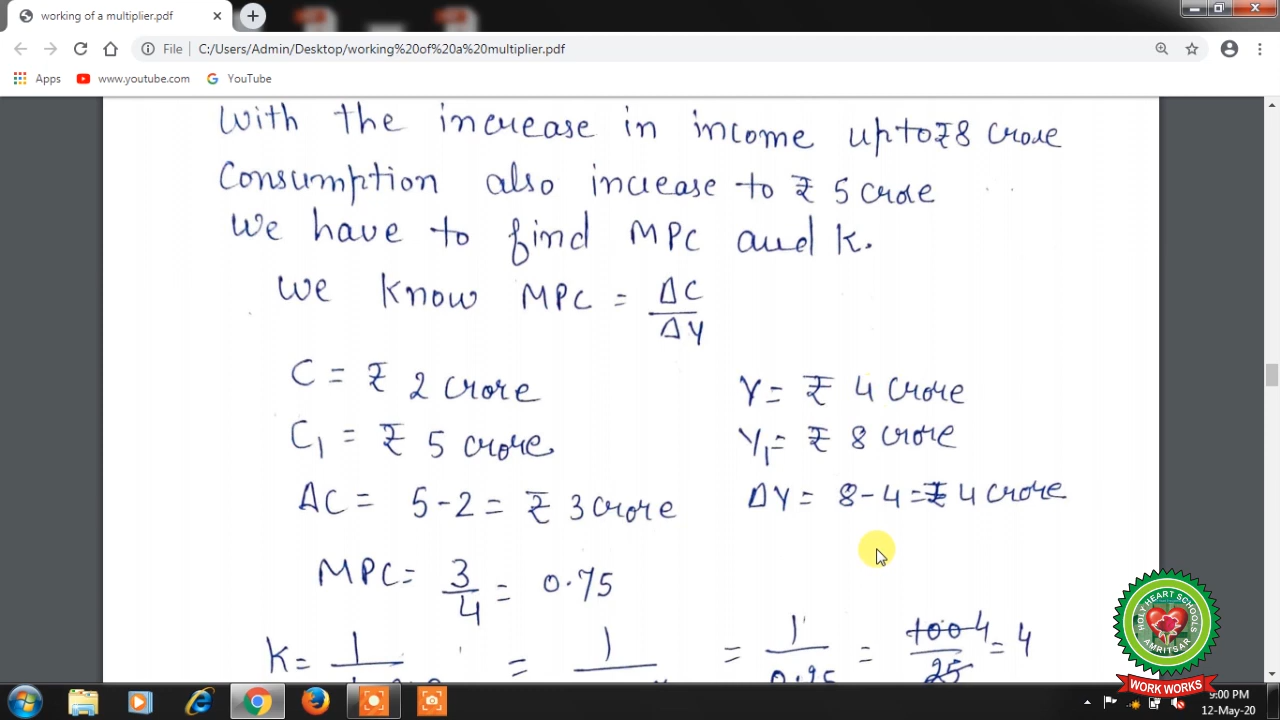 working of a multiplier.pdf
File | C:/Users/Admin/Desktop/working%20of%20a%20multiplier.pdf
Apps www.youtube.com YouTube
With the increase in income upto ₹8 Crore
Consumption also increase to ₹ 5 crore
We have to find MPC and k.
We know MPC = ΔC/ΔY
C = ₹ 2 crore Y = ₹ 4 Crore
C₁ = ₹ 5 crore Y₁ = ₹ 8 Crore
ΔC = 5-2 = ₹ 3 Crore ΔY = 8-4 = ₹ 4 Crore
MPC = 3/4 = 0.75
K = 1 = 1 = 1/0.25 = 100 4/25 = 4
HOLY HEART SCHOOLS
AMRITSAR
WORK WORKS
9:00 PM
12-May-20